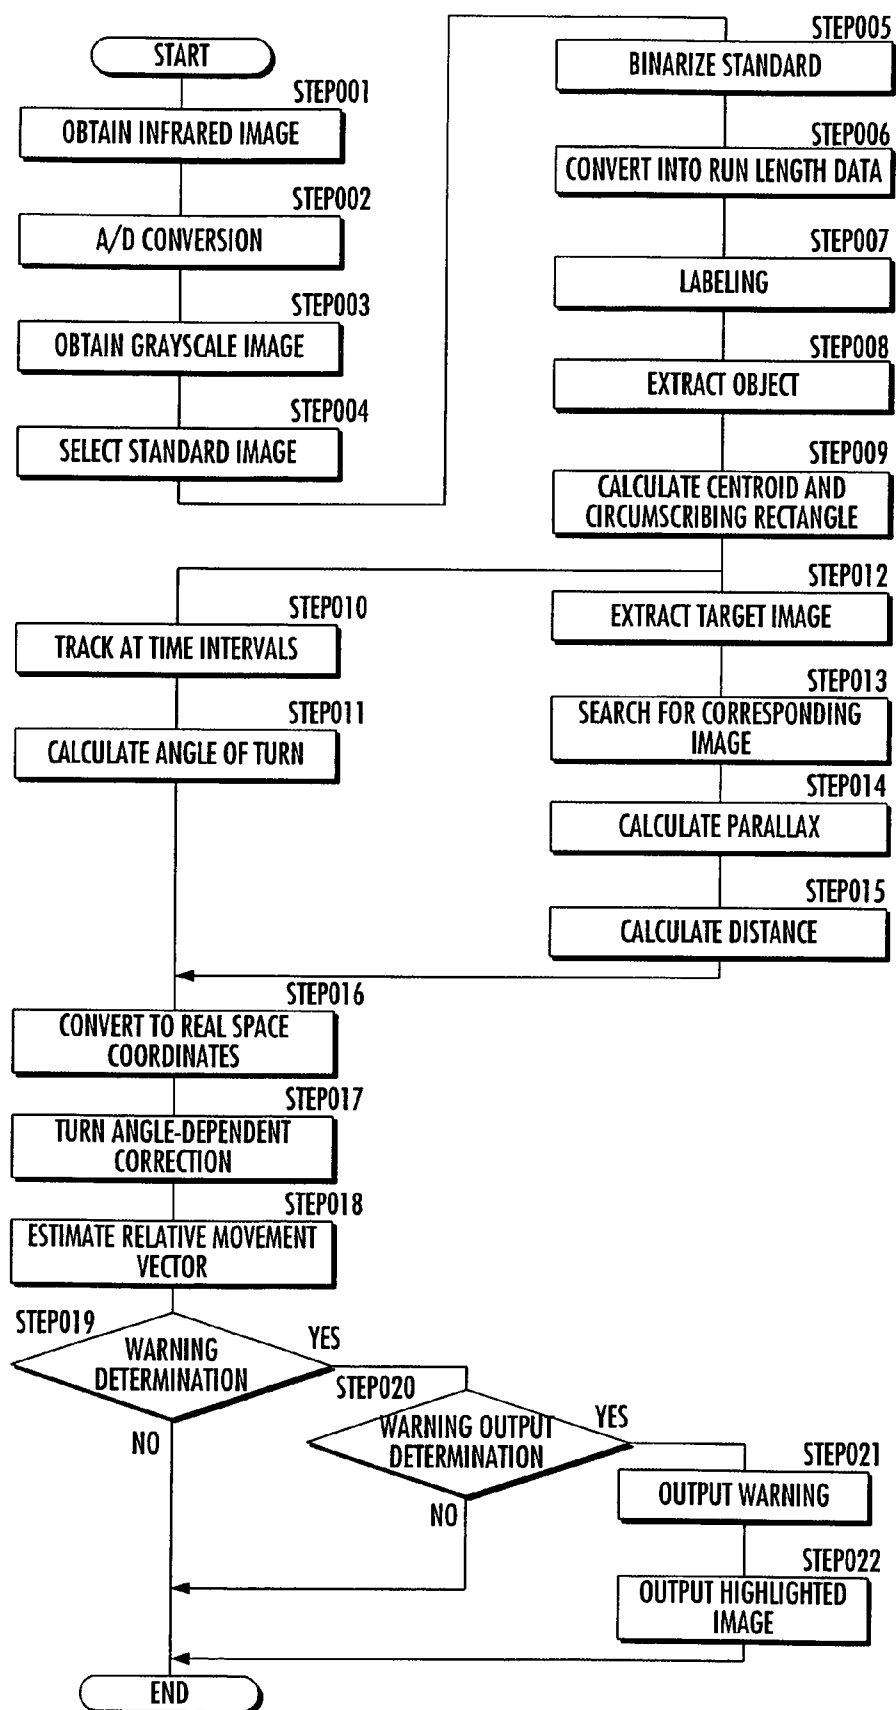 START
STEP001
OBTAIN INFRARED IMAGE
STEP002
A/D CONVERSION
STEP003
OBTAIN GRAYSCALE IMAGE
STEP004
SELECT STANDARD IMAGE
STEP005
BINARIZE STANDARD
STEP006
CONVERT INTO RUN LENGTH DATA
STEP007
LABELING
STEP008
EXTRACT OBJECT
STEP009
CALCULATE CENTROID AND
CIRCUMSCRIBING RECTANGLE
STEP010
TRACK AT TIME INTERVALS
STEP011
CALCULATE ANGLE OF TURN
STEP012
EXTRACT TARGET IMAGE
STEP013
SEARCH FOR CORRESPONDING
IMAGE
STEP014
CALCULATE PARALLAX
STEP015
CALCULATE DISTANCE
STEP016
CONVERT TO REAL SPACE
COORDINATES
STEP017
TURN ANGLE-DEPENDENT
CORRECTION
STEP018
ESTIMATE RELATIVE MOVEMENT
VECTOR
STEP019
WARNING
DETERMINATION
YES
NO
STEP020
WARNING OUTPUT
DETERMINATION
YES
NO
STEP021
OUTPUT WARNING
STEP022
OUTPUT HIGHLIGHTED
IMAGE
END